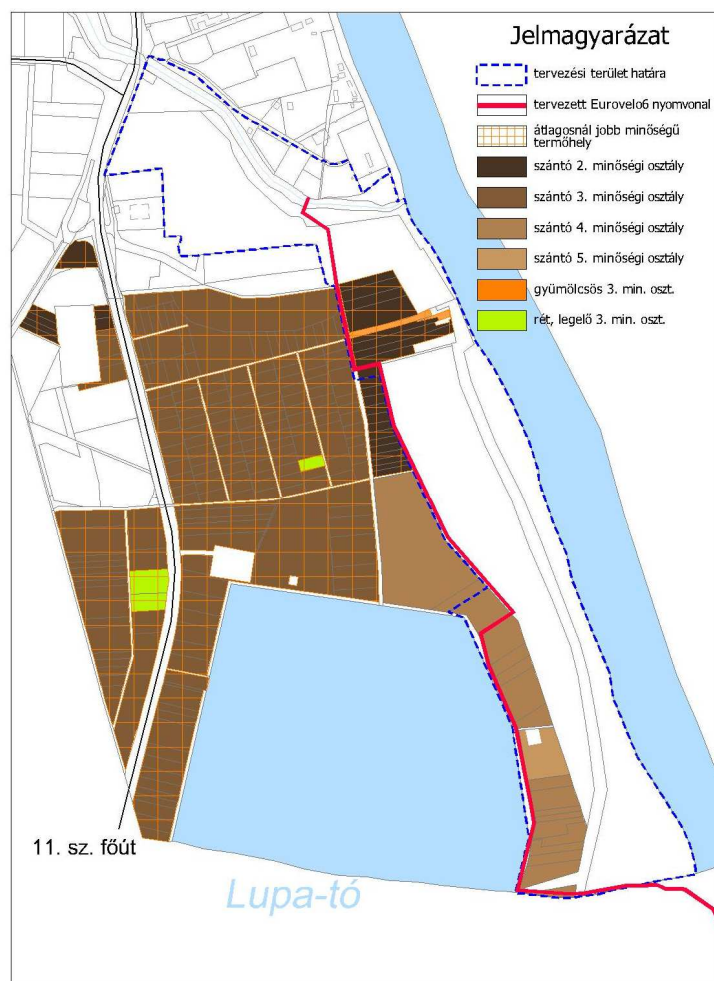 Jelmagyarázat
tervezési terület határa
tervezett Eurovelo6 nyomvonal
átlagosnál jobb minőségű
termőhely
szántó 2. minőségi osztály
szántó 3. minőségi osztály
szántó 4. minőségi osztály
szántó 5. minőségi osztály
gyümölcsös 3. min. oszt.
rét, legelő 3. min. oszt.
11. sz. főút
Lupa-tó